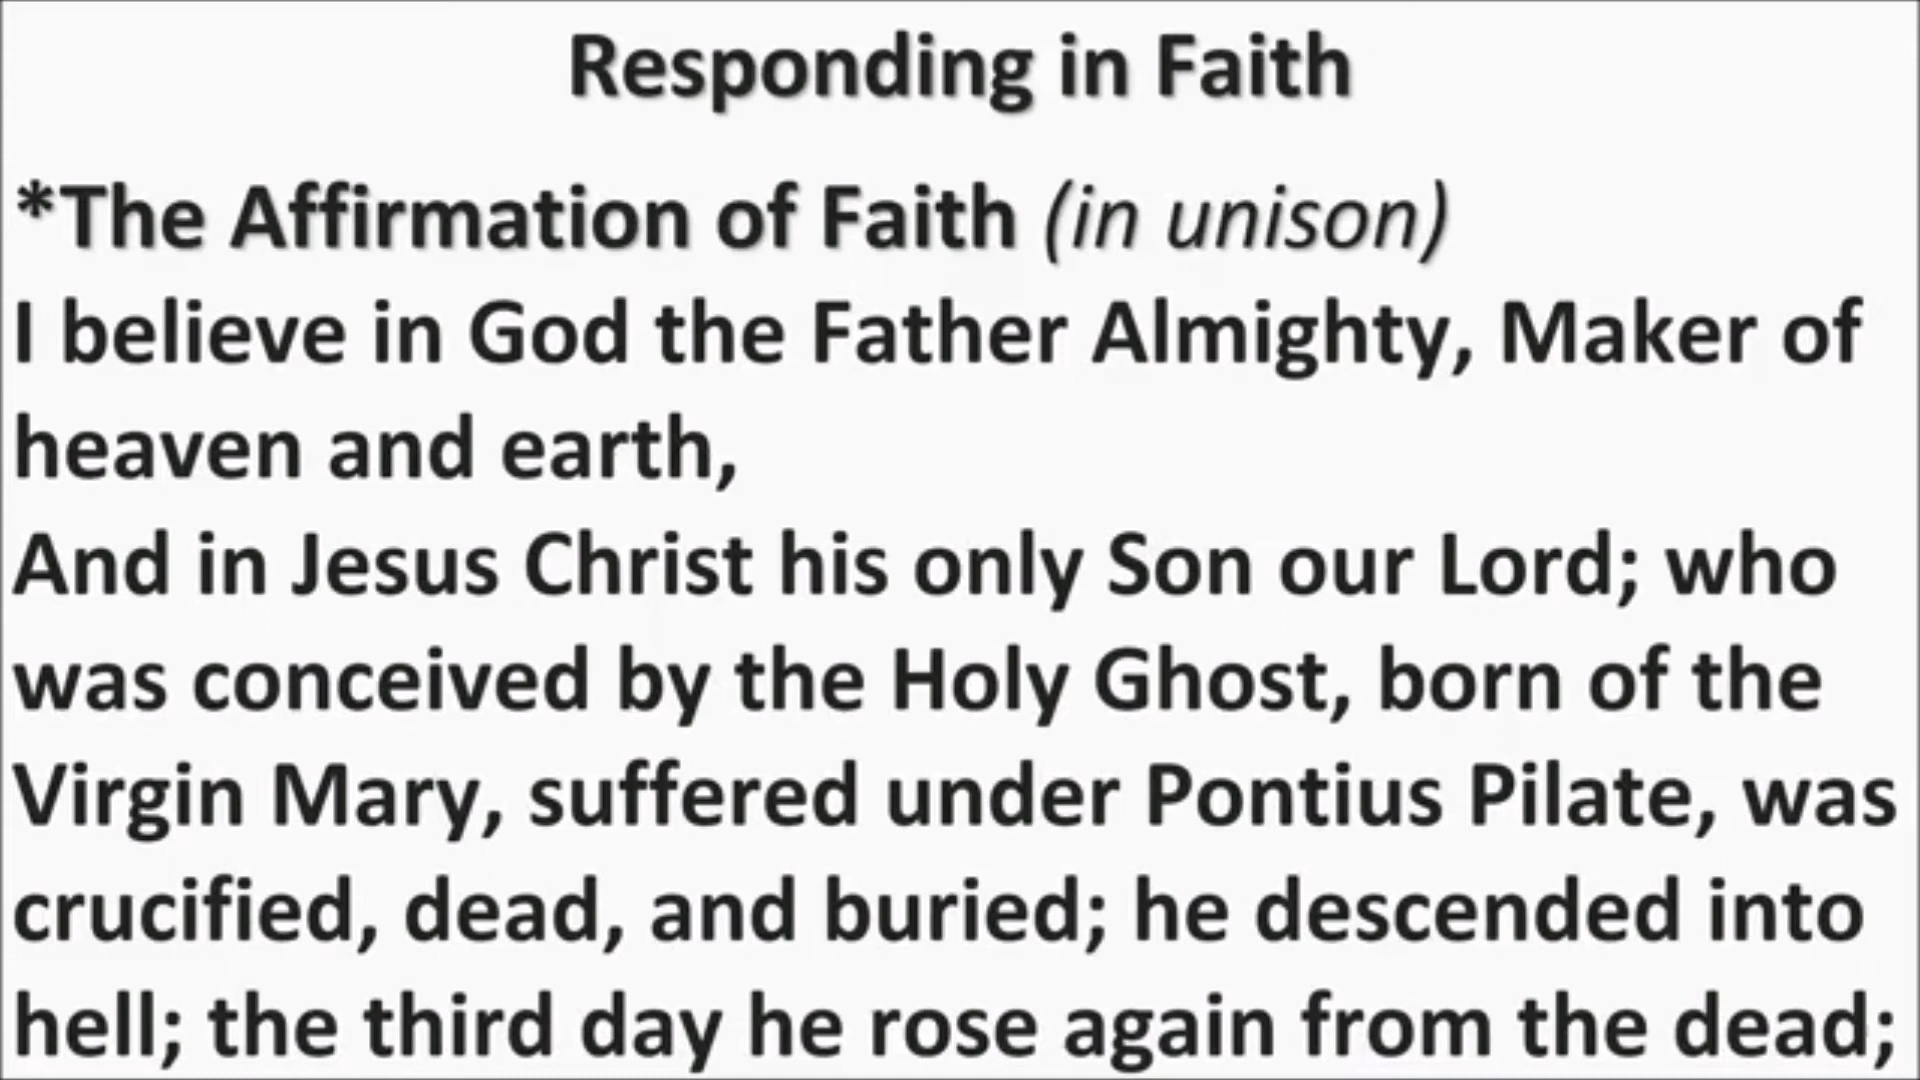 Responding in Faith
*The Affirmation of Faith (in unison)
I believe in God the Father Almighty, Maker of
heaven and earth,
And in Jesus Christ his only Son our Lord; who
was conceived by the Holy Ghost, born of the
Virgin Mary, suffered under Pontius Pilate, was
crucified, dead, and buried; he descended into
hell; the third day he rose again from the dead;